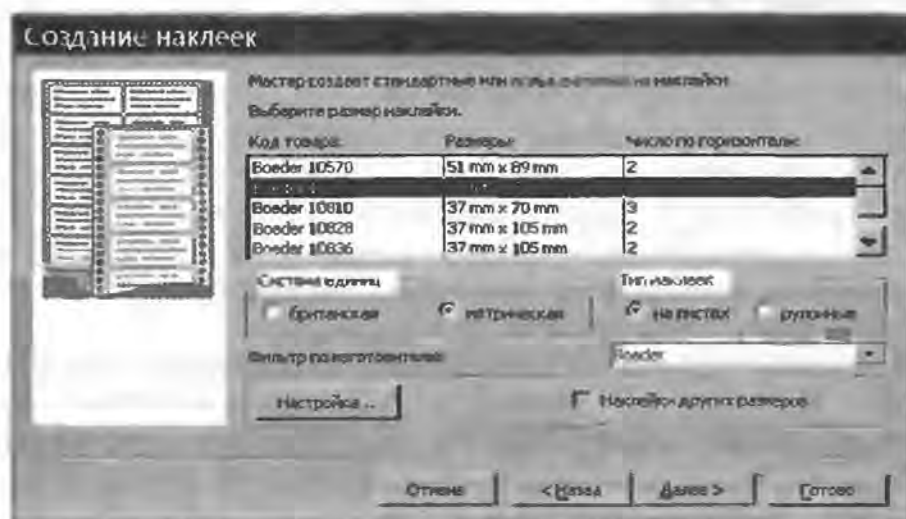 Создание наклеек
Мастер создает стандартные или наклейки
Выберите размер наклейки.
Код товара: Размеры: Число по горизонтали:
Boeder 10570 51 mm x 89 mm 2
Boeder 10810 37 mm x 70 mm 3
Boeder 10828 37 mm x 105 mm 2
Boeder 10836 37 mm x 105 mm 2
Система единиц Тип наклеек
британская метрическая на листах рулонные
Фильтр по изготовителю: Boeder
Настройка... Наклейки других размеров
Отмена < Назад Далее > Готово